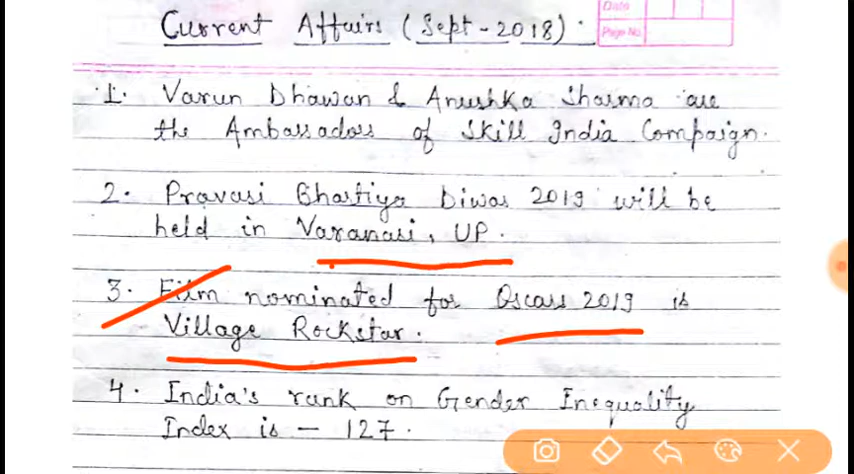 Current Affairs (Sept-2018).
Date
Page No.
1. Varun Dhawan & Anushka Sharma are
the Ambassadors of Skill India Compaign.
2. Pravasi Bhartiya Diwas 2019 will be
held in Varanasi, UP.
3. Film nominated for Oscars 2019 is
Village Rockstar.
4. India's rank on Gender Inequality
Index is - 127.